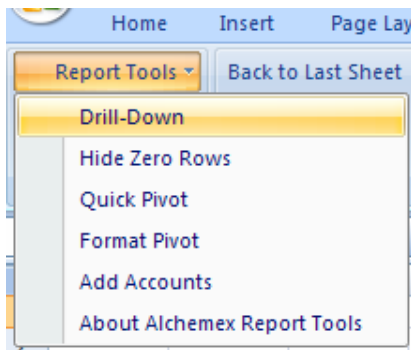 Home Insert Page Lay
Report Tools Back to Last Sheet
Drill-Down
Hide Zero Rows
Quick Pivot
Format Pivot
Add Accounts
About Alchemex Report Tools